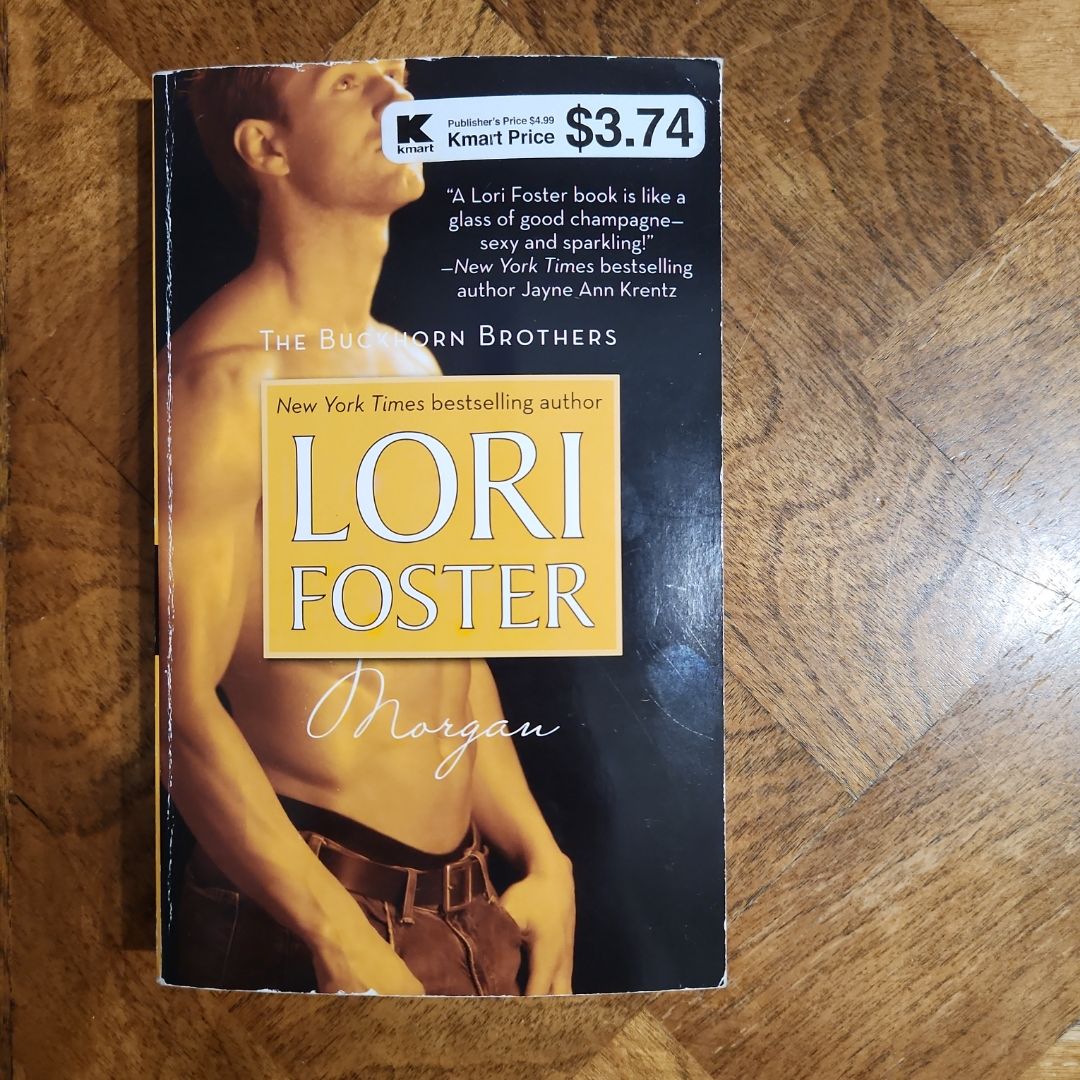 K
kmart
Publisher's Price $4.99
Kmart Price $3.74
"A Lori Foster book is like a
glass of good champagne—
sexy and sparkling!"
—New York Times bestselling
author Jayne Ann Krentz
THE BUCKHORN BROTHERS
New York Times bestselling author
LORI
FOSTER
Morgan